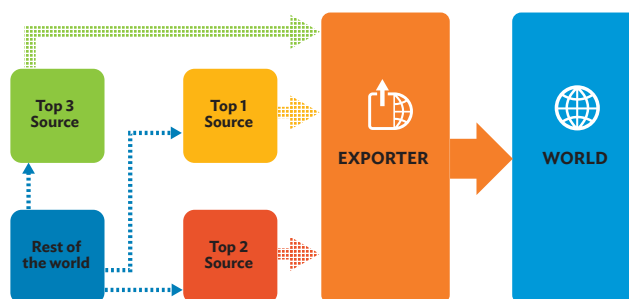 Top 3
Source
Top 1
Source
EXPORTER
WORLD
Rest of
the world
Top 2
Source